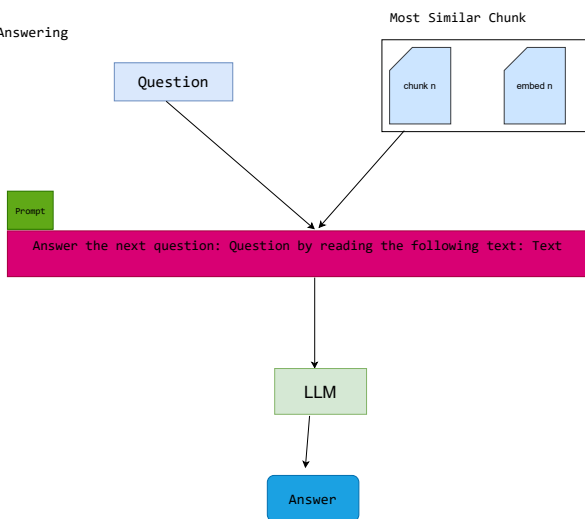 Most Similar Chunk
Answering
Question
chunk n
embed n
Prompt
Answer the next question: Question by reading the following text: Text
LLM
Answer